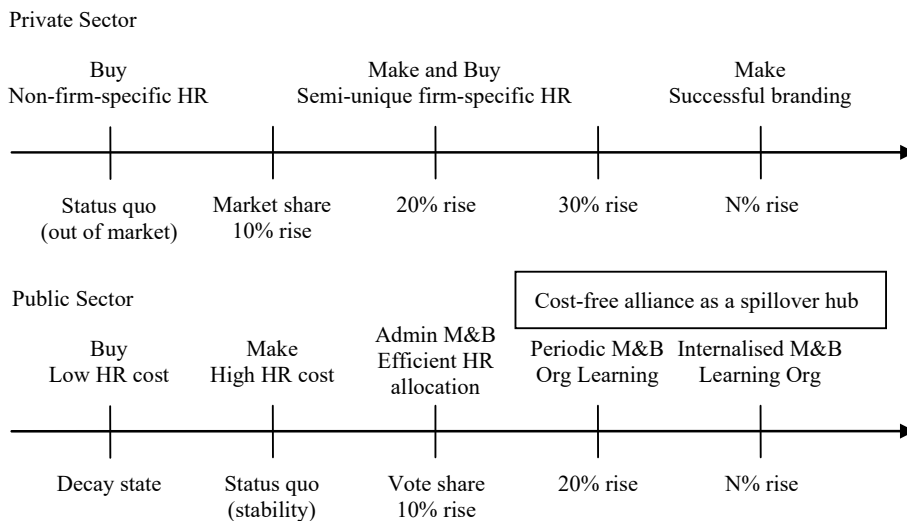 Private Sector
Buy
Non-firm-specific HR
Make and Buy
Semi-unique firm-specific HR
Make
Successful branding
Status quo
(out of market)
Market share
10% rise
20% rise
30% rise
N% rise
Public Sector
Cost-free alliance as a spillover hub
Buy
Low HR cost
Make
High HR cost
Admin M&B
Efficient HR
allocation
Periodic M&B
Org Learning
Internalised M&B
Learning Org
Decay state
Status quo
(stability)
Vote share
10% rise
20% rise
N% rise